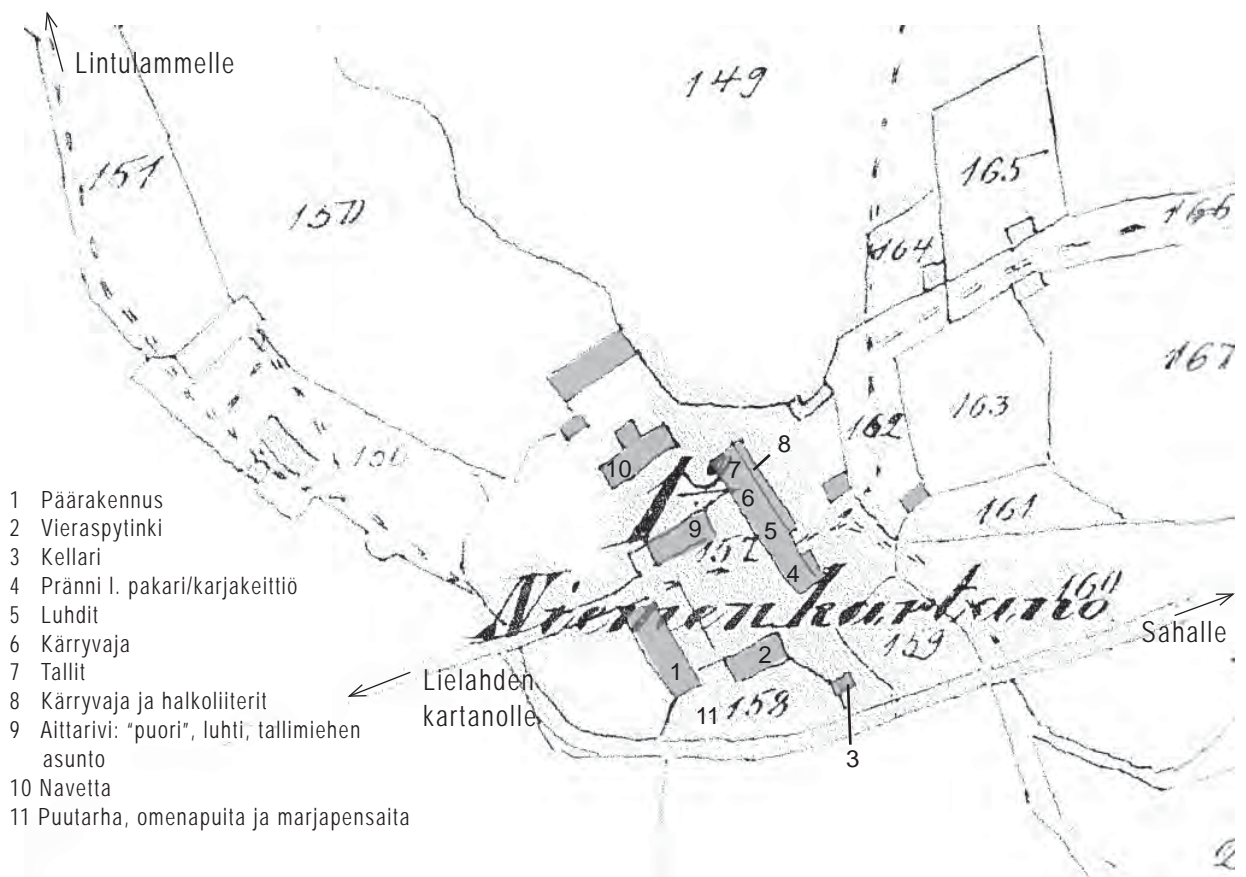 Lintulammelle
149
151
150
165
166
164
167
163
162
8
7
10
6
161
5
9
157
4
160
Niemenkartano
159
Sahalle
1
2
Lielahden
kartanolle
11 158
3
1 Päärakennus
2 Vieraspytinki
3 Kellari
4 Pränni l. pakari/karjakeittiö
5 Luhdit
6 Kärryvaja
7 Tallit
8 Kärryvaja ja halkoliiterit
9 Aittarivi: “puori”, luhti, tallimiehen
asunto
10 Navetta
11 Puutarha, omenapuita ja marjapensaita